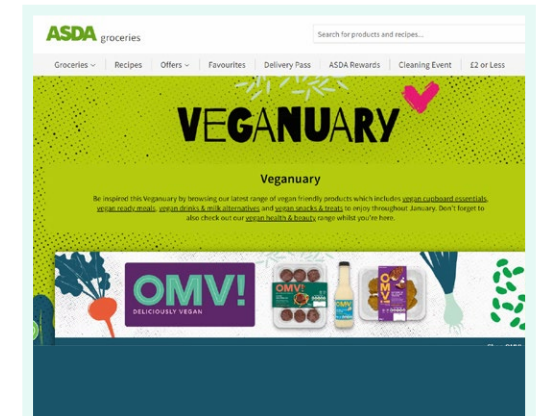 ASDA groceries
Search for products and recipes...
Groceries
Recipes
Offers
Favourites
Delivery Pass
ASDA Rewards
Cleaning Event
£2 or Less
VEGANUARY
Veganuary
Be inspired this Veganuary by browsing our latest range of vegan friendly products which includes vegan cupboard essentials,
vegan ready meals, vegan drinks & milk alternatives and vegan snacks & treats to enjoy throughout January. Don't forget to
also check out our vegan health & beauty range whilst you're here.
OMV!
DELICIOUSLY VEGAN
OMV!
OMV!
OMV!